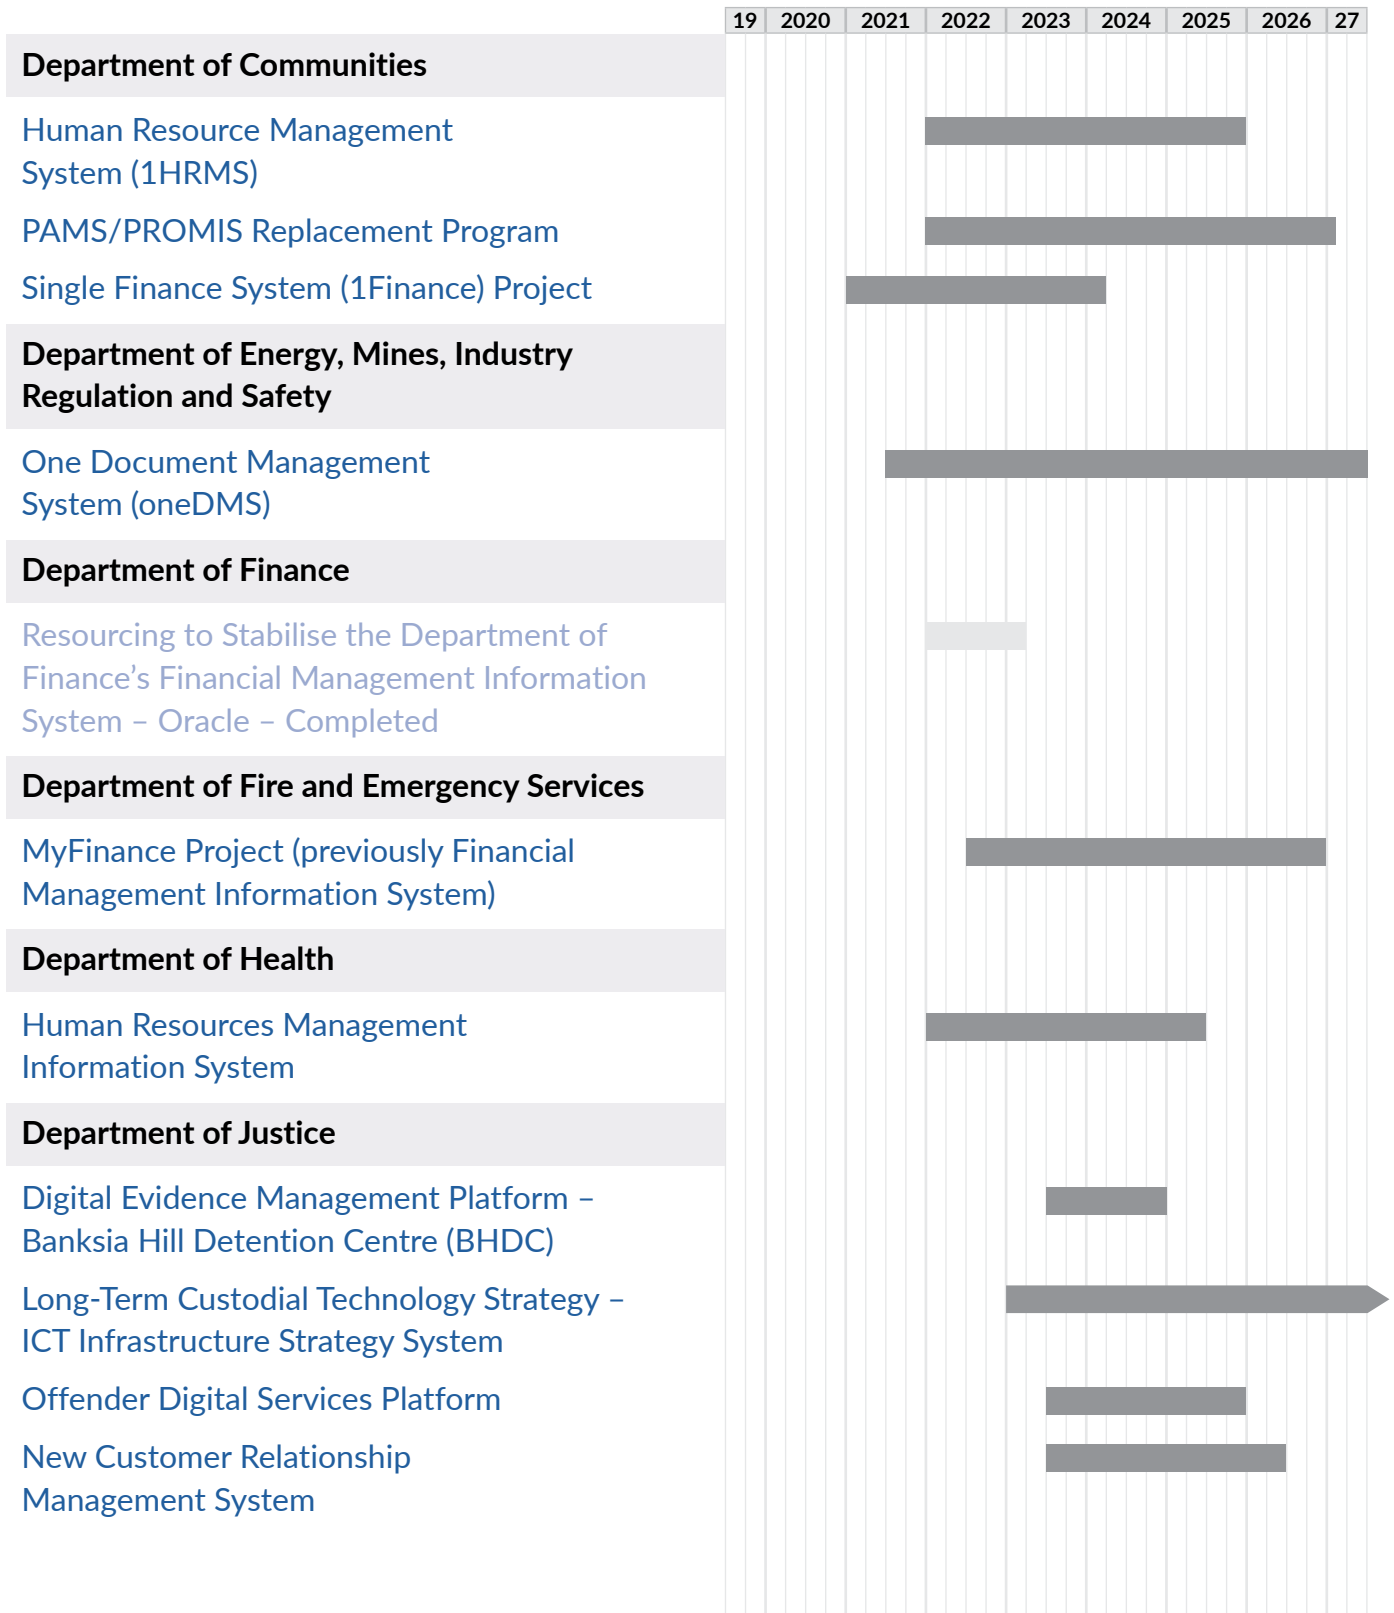 19 2020 2021 2022 2023 2024 2025 2026 27
Department of Communities
Human Resource Management
System (1HRMS)
PAMS/PROMIS Replacement Program
Single Finance System (1Finance) Project
Department of Energy, Mines, Industry
Regulation and Safety
One Document Management
System (oneDMS)
Department of Finance
Resourcing to Stabilise the Department of
Finance’s Financial Management Information
System – Oracle – Completed
Department of Fire and Emergency Services
MyFinance Project (previously Financial
Management Information System)
Department of Health
Human Resources Management
Information System
Department of Justice
Digital Evidence Management Platform –
Banksia Hill Detention Centre (BHDC)
Long-Term Custodial Technology Strategy –
ICT Infrastructure Strategy System
Offender Digital Services Platform
New Customer Relationship
Management System